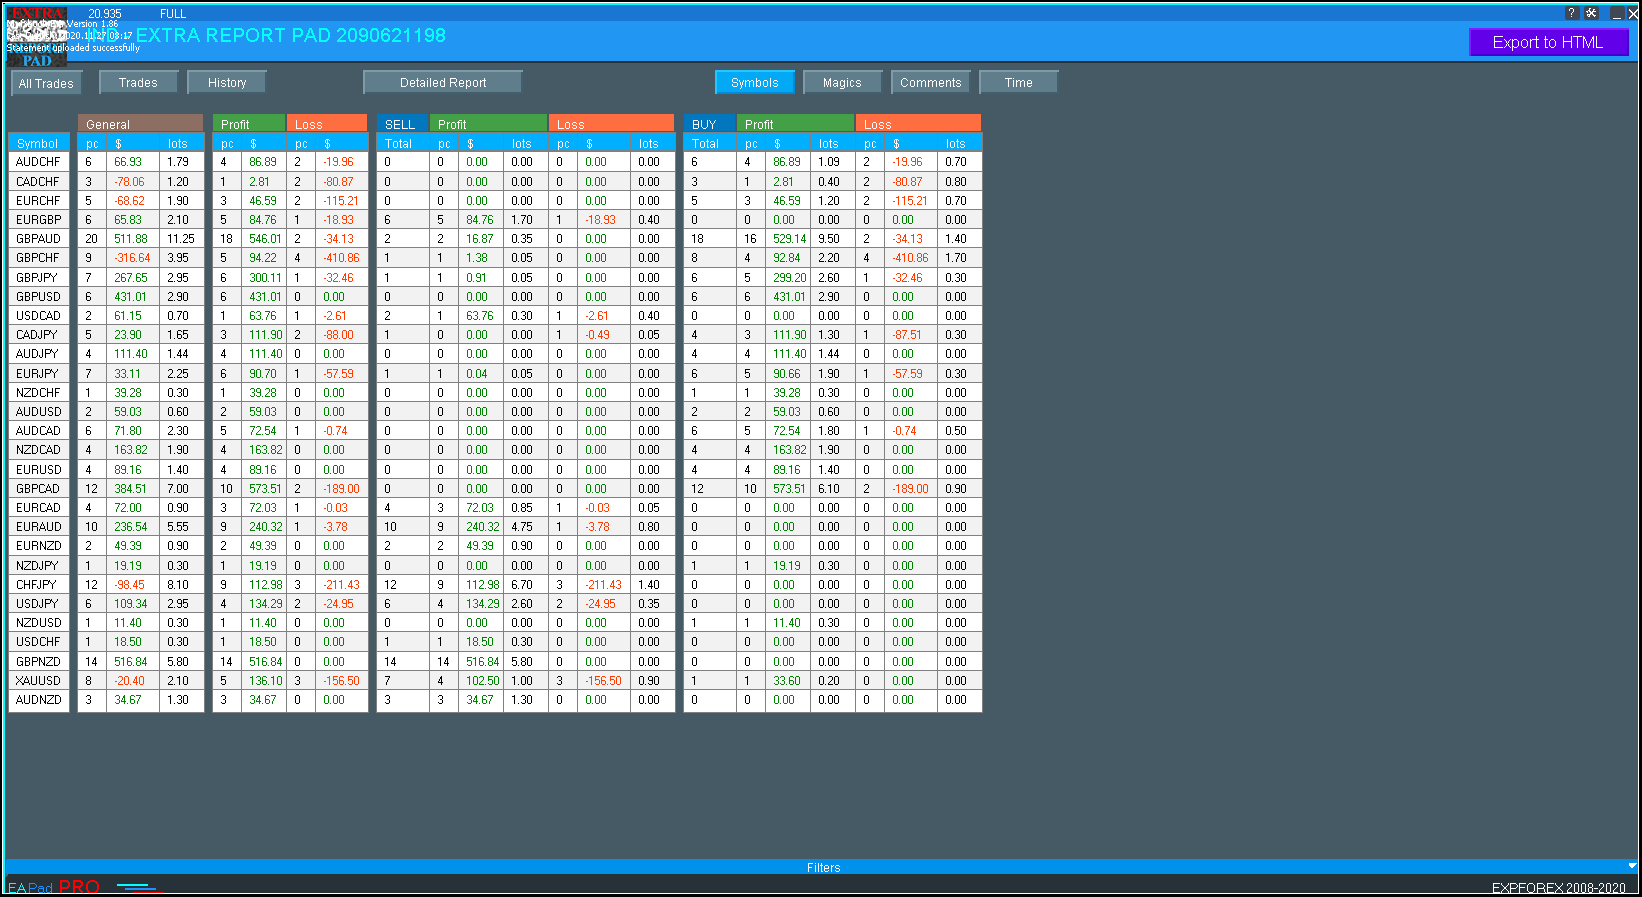 EXTRA 20.935 FULL ? _ X
Version 1.86
EXTRA REPORT PAD 2090621198
Statement uploaded successfully
PAD
Export to HTML
All Trades Trades History Detailed Report Symbols Magics Comments Time
General Profit Loss SELL Profit Loss BUY Profit Loss
Symbol pc $ lots pc $ pc $ Total pc $ lots pc $ lots Total pc $ lots pc $ lots
AUDCHF 6 66.93 1.79 4 86.89 2 -19.96 0 0 0.00 0.00 0 0.00 0.00 6 4 86.89 1.09 2 -19.96 0.70
CADCHF 3 -78.06 1.20 1 2.81 2 -80.87 0 0 0.00 0.00 0 0.00 0.00 3 1 2.81 0.40 2 -80.87 0.80
EURCHF 5 -68.62 1.90 3 46.59 2 -115.21 0 0 0.00 0.00 0 0.00 0.00 5 3 46.59 1.20 2 -115.21 0.70
EURGBP 6 65.83 2.10 5 84.76 1 -18.93 6 5 84.76 1.70 1 -18.93 0.40 0 0 0.00 0.00 0 0.00 0.00
GBPAUD 20 511.88 11.25 18 546.01 2 -34.13 2 2 16.87 0.35 0 0.00 0.00 18 16 529.14 9.50 2 -34.13 1.40
GBPCHF 9 -316.64 3.95 5 94.22 4 -410.86 1 1 1.38 0.05 0 0.00 0.00 8 4 92.84 2.20 4 -410.86 1.70
GBPJPY 7 267.65 2.95 6 300.11 1 -32.46 1 1 0.91 0.05 0 0.00 0.00 6 5 299.20 2.60 1 -32.46 0.30
GBPUSD 6 431.01 2.90 6 431.01 0 0.00 0 0 0.00 0.00 0 0.00 0.00 6 6 431.01 2.90 0 0.00 0.00
USDCAD 2 61.15 0.70 1 63.76 1 -2.61 2 1 63.76 0.30 1 -2.61 0.40 0 0 0.00 0.00 0 0.00 0.00
CADJPY 5 23.90 1.65 3 111.90 2 -88.00 1 0 0.00 0.00 1 -0.49 0.05 4 3 111.90 1.30 1 -87.51 0.30
AUDJPY 4 111.40 1.44 4 111.40 0 0.00 0 0 0.00 0.00 0 0.00 0.00 4 4 111.40 1.44 0 0.00 0.00
EURJPY 7 33.11 2.25 6 90.70 1 -57.59 1 1 0.04 0.05 0 0.00 0.00 6 5 90.66 1.90 1 -57.59 0.30
NZDCHF 1 39.28 0.30 1 39.28 0 0.00 0 0 0.00 0.00 0 0.00 0.00 1 1 39.28 0.30 0 0.00 0.00
AUDUSD 2 59.03 0.60 2 59.03 0 0.00 0 0 0.00 0.00 0 0.00 0.00 2 2 59.03 0.60 0 0.00 0.00
AUDCAD 6 71.80 2.30 5 72.54 1 -0.74 0 0 0.00 0.00 0 0.00 0.00 6 5 72.54 1.80 1 -0.74 0.50
NZDCAD 4 163.82 1.90 4 163.82 0 0.00 0 0 0.00 0.00 0 0.00 0.00 4 4 163.82 1.90 0 0.00 0.00
EURUSD 4 89.16 1.40 4 89.16 0 0.00 0 0 0.00 0.00 0 0.00 0.00 4 4 89.16 1.40 0 0.00 0.00
GBPCAD 12 384.51 7.00 10 573.51 2 -189.00 0 0 0.00 0.00 0 0.00 0.00 12 10 573.51 6.10 2 -189.00 0.90
EURCAD 4 72.00 0.90 3 72.03 1 -0.03 4 3 72.03 0.85 1 -0.03 0.05 0 0 0.00 0.00 0 0.00 0.00
EURAUD 10 236.54 5.55 9 240.32 1 -3.78 10 9 240.32 4.75 1 -3.78 0.80 0 0 0.00 0.00 0 0.00 0.00
EURNZD 2 49.39 0.90 2 49.39 0 0.00 2 2 49.39 0.90 0 0.00 0.00 0 0 0.00 0.00 0 0.00 0.00
NZDJPY 1 19.19 0.30 1 19.19 0 0.00 0 0 0.00 0.00 0 0.00 0.00 1 1 19.19 0.30 0 0.00 0.00
CHFJPY 12 -98.45 8.10 9 112.98 3 -211.43 12 9 112.98 6.70 3 -211.43 1.40 0 0 0.00 0.00 0 0.00 0.00
USDJPY 6 109.34 2.95 4 134.29 2 -24.95 6 4 134.29 2.60 2 -24.95 0.35 0 0 0.00 0.00 0 0.00 0.00
NZDUSD 1 11.40 0.30 1 11.40 0 0.00 0 0 0.00 0.00 0 0.00 0.00 1 1 11.40 0.30 0 0.00 0.00
USDCHF 1 18.50 0.30 1 18.50 0 0.00 1 1 18.50 0.30 0 0.00 0.00 0 0 0.00 0.00 0 0.00 0.00
GBPNZD 14 516.84 5.80 14 516.84 0 0.00 14 14 516.84 5.80 0 0.00 0.00 0 0 0.00 0.00 0 0.00 0.00
XAUUSD 8 -20.40 2.10 5 136.10 3 -156.50 7 4 102.50 1.00 3 -156.50 0.90 1 1 33.60 0.20 0 0.00 0.00
AUDNZD 3 34.67 1.30 3 34.67 0 0.00 3 3 34.67 1.30 0 0.00 0.00 0 0 0.00 0.00 0 0.00 0.00
Filters
EAPad PRO
EXPFOREX 2008-2020